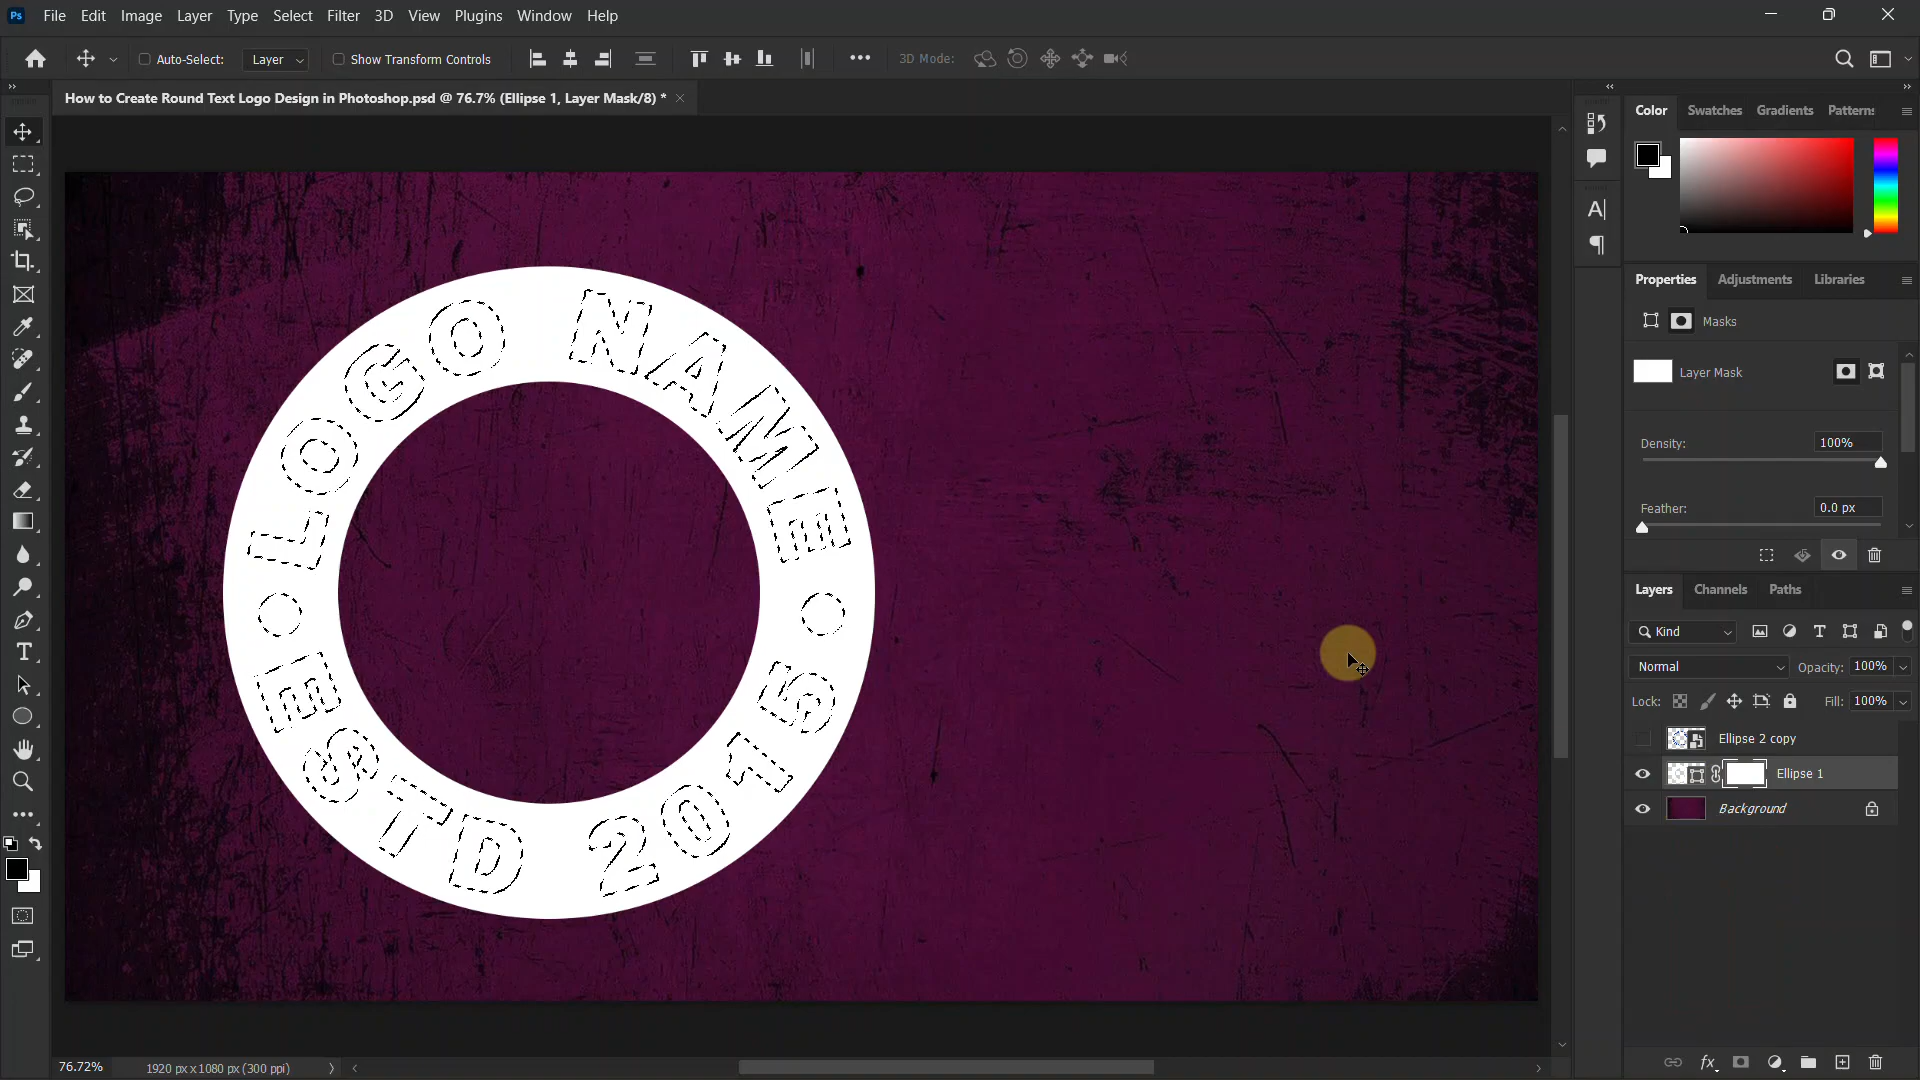 Ps File Edit Image Layer Type Select Filter 3D View Plugins Window Help
Auto-Select: Layer Show Transform Controls 3D Mode:
How to Create Round Text Logo Design in Photoshop.psd @ 76.7% (Ellipse 1, Layer Mask/8) *
Color Swatches Gradients Patterns
LOGO NAME
ESTD 2015
Properties Adjustments Libraries
Masks
Layer Mask
Density: 100%
Feather: 0.0 px
Layers Channels Paths
Kind
Normal Opacity: 100%
Lock: Fill: 100%
Ellipse 2 copy
Ellipse 1
Background
76.72% 1920 px x 1080 px (300 ppi)